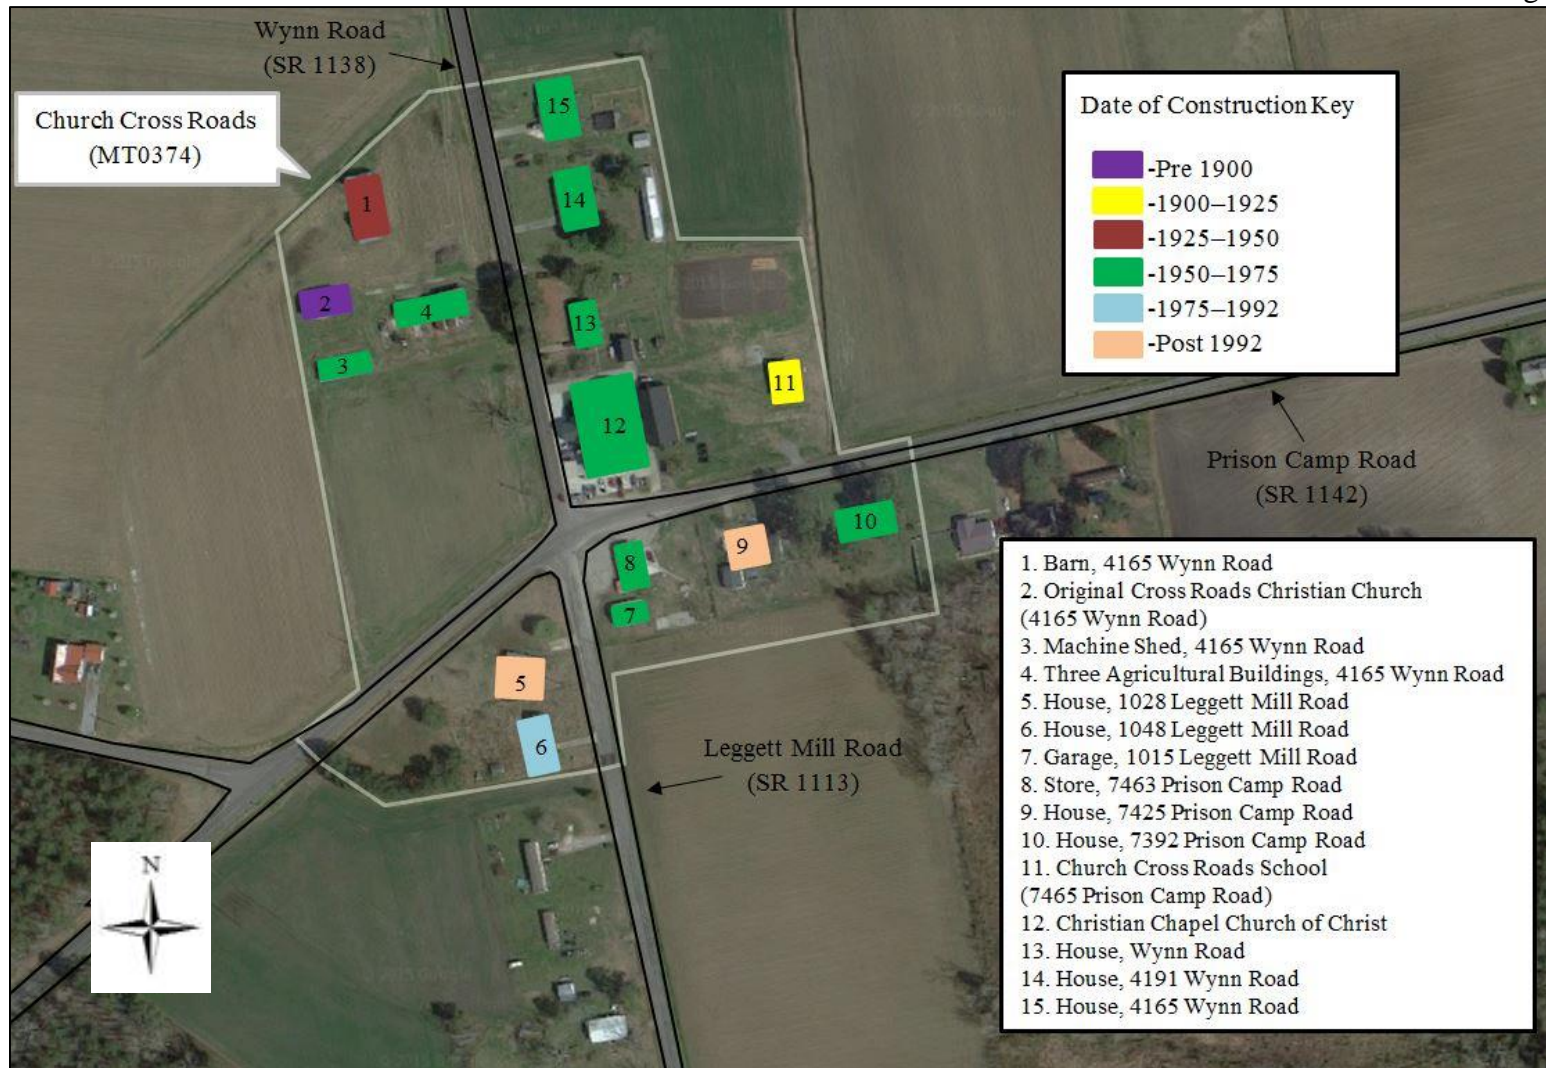 g
Wynn Road
(SR 1138)
Church Cross Roads
(MT0374)
Date of Construction Key
-Pre 1900
-1900–1925
-1925–1950
-1950–1975
-1975–1992
-Post 1992
15
14
1
2
4
3
13
11
12
Prison Camp Road
(SR 1142)
10
9
8
7
5
6
Leggett Mill Road
(SR 1113)
N
1. Barn, 4165 Wynn Road
2. Original Cross Roads Christian Church
(4165 Wynn Road)
3. Machine Shed, 4165 Wynn Road
4. Three Agricultural Buildings, 4165 Wynn Road
5. House, 1028 Leggett Mill Road
6. House, 1048 Leggett Mill Road
7. Garage, 1015 Leggett Mill Road
8. Store, 7463 Prison Camp Road
9. House, 7425 Prison Camp Road
10. House, 7392 Prison Camp Road
11. Church Cross Roads School
(7465 Prison Camp Road)
12. Christian Chapel Church of Christ
13. House, Wynn Road
14. House, 4191 Wynn Road
15. House, 4165 Wynn Road